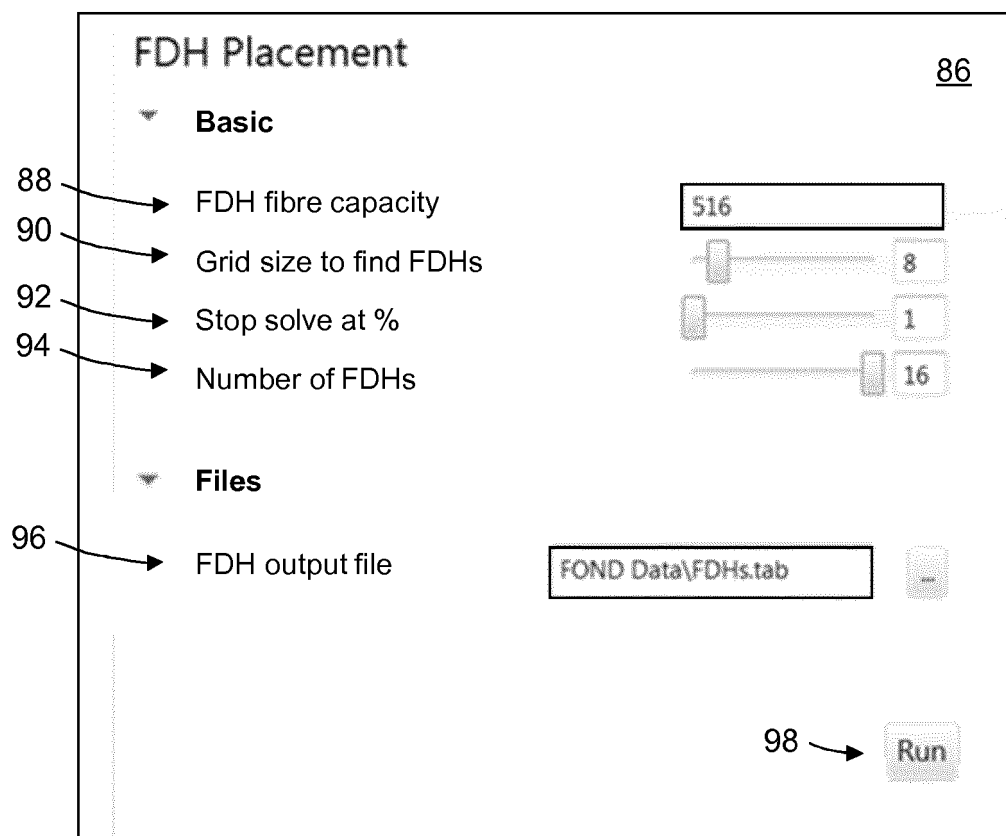 FDH Placement
86
Basic
88 FDH fibre capacity 516
90 Grid size to find FDHs 8
92 Stop solve at % 1
94 Number of FDHs 16
Files
96 FDH output file FOND Data\FDHs.tab
98 Run